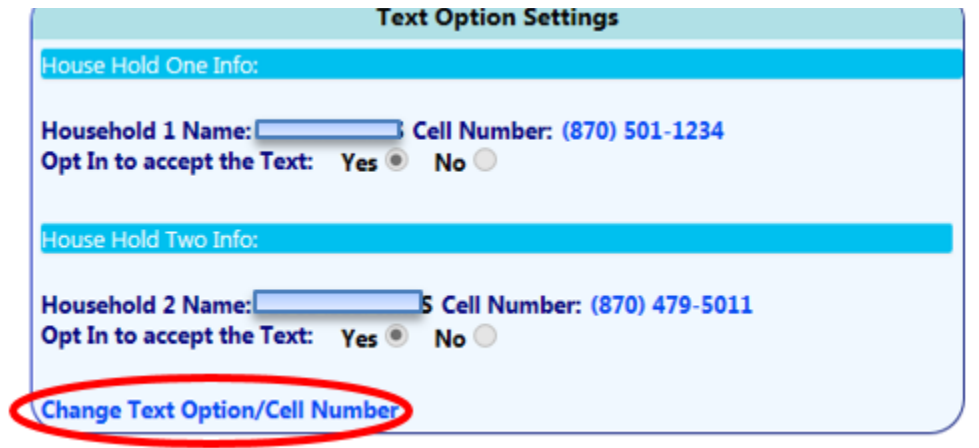 Text Option Settings
House Hold One Info:
Household 1 Name: Cell Number: (870) 501-1234
Opt In to accept the Text: Yes No
House Hold Two Info:
Household 2 Name: S Cell Number: (870) 479-5011
Opt In to accept the Text: Yes No
Change Text Option/Cell Number